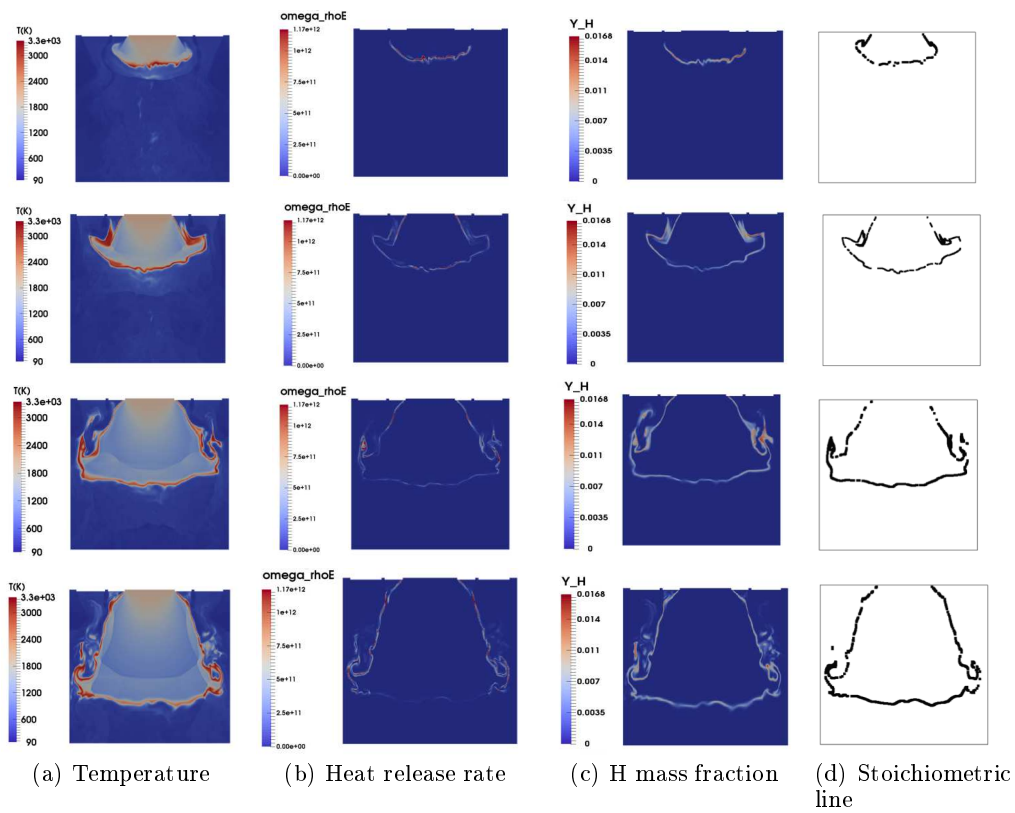 T(K)
3.3e+03
3000
2400
1800
1200
600
90
omega_rhoE
1.17e+12
1e+12
7.5e+11
5e+11
2.5e+11
0.00e+00
Y_H
0.0168
0.014
0.011
0.007
0.0035
0
T(K)
3.3e+03
3000
2400
1800
1200
600
90
omega_rhoE
1.17e+12
1e+12
7.5e+11
5e+11
2.5e+11
0.00e+00
Y_H
0.0168
0.014
0.011
0.007
0.0035
0
T(K)
3.3e+03
3000
2400
1800
1200
600
90
omega_rhoE
1.17e+12
1e+12
7.5e+11
5e+11
2.5e+11
0.00e+00
Y_H
0.0168
0.014
0.011
0.007
0.0035
0
T(K)
3.3e+03
3000
2400
1800
1200
600
90
omega_rhoE
1.17e+12
1e+12
7.5e+11
5e+11
2.5e+11
0.00e+00
Y_H
0.0168
0.014
0.011
0.007
0.0035
0
(a) Temperature
(b) Heat release rate
(c) H mass fraction
(d) Stoichiometric
line